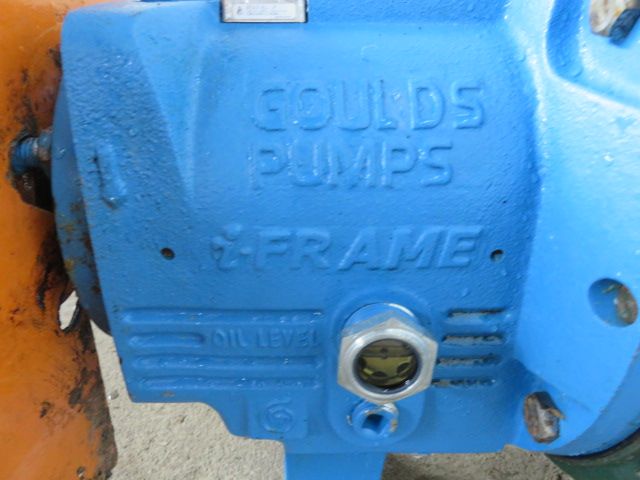 GOULDS
PUMPS
i-FRAME
OIL LEVEL